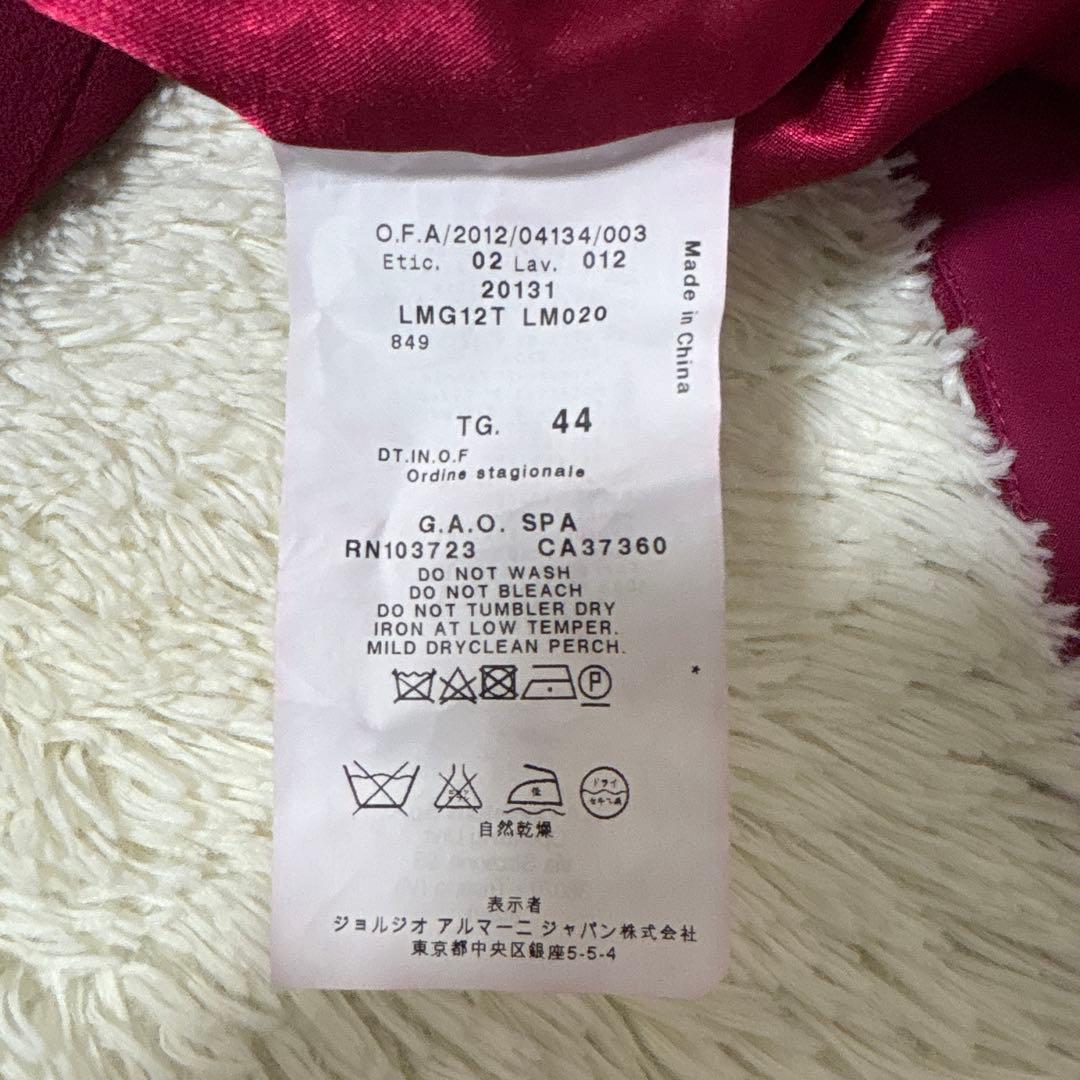 O.F.A/2012/04134/003
Etic. 02 Lav. 012
20131
LMG12T LM020
849
Made in China
TG. 44
DT.IN.O.F
Ordine stagionale
G.A.O. SPA
RN103723 CA37360
DO NOT WASH
DO NOT BLEACH
DO NOT TUMBLER DRY
IRON AT LOW TEMPER.
MILD DRYCLEAN PERCH.
*
P
低
ドライ
自然乾燥
表示者
ジョルジオ アルマーニ ジャパン株式会社
東京都中央区銀座5-5-4